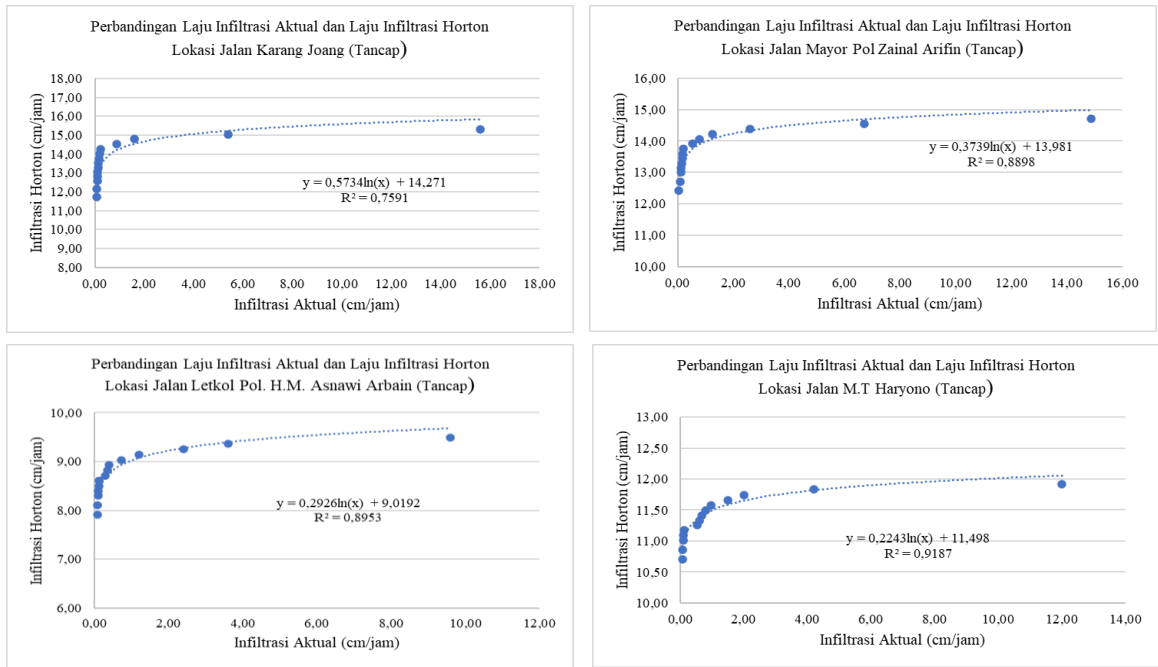 Perbandingan Laju Infiltrasi Aktual dan Laju Infiltrasi Horton
Lokasi Jalan Karang Joang (Tancap)
18,00
17,00
16,00
15,00
14,00
13,00
12,00
11,00
10,00
9,00
8,00
Infiltrasi Horton (cm/jam)
y = 0,5734ln(x) + 14,271
R² = 0,7591
0,00 2,00 4,00 6,00 8,00 10,00 12,00 14,00 16,00 18,00
Infiltrasi Aktual (cm/jam)
Perbandingan Laju Infiltrasi Aktual dan Laju Infiltrasi Horton
Lokasi Jalan Mayor Pol Zainal Arifin (Tancap)
16,00
15,00
14,00
13,00
12,00
11,00
10,00
Infiltrasi Horton (cm/jam)
y = 0,3739ln(x) + 13,981
R² = 0,8898
0,00 2,00 4,00 6,00 8,00 10,00 12,00 14,00 16,00
Infiltrasi Aktual (cm/jam)
Perbandingan Laju Infiltrasi Aktual dan Laju Infiltrasi Horton
Lokasi Jalan Letkol Pol. H.M. Asnawi Arbain (Tancap)
10,00
9,00
8,00
7,00
6,00
Infiltrasi Horton (cm/jam)
y = 0,2926ln(x) + 9,0192
R² = 0,8953
0,00 2,00 4,00 6,00 8,00 10,00 12,00
Infiltrasi Aktual (cm/jam)
Perbandingan Laju Infiltrasi Aktual dan Laju Infiltrasi Horton
Lokasi Jalan M.T Haryono (Tancap)
13,00
12,50
12,00
11,50
11,00
10,50
10,00
Infiltrasi Horton (cm/jam)
y = 0,2243ln(x) + 11,498
R² = 0,9187
0,00 2,00 4,00 6,00 8,00 10,00 12,00 14,00
Infiltrasi Aktual (cm/jam)